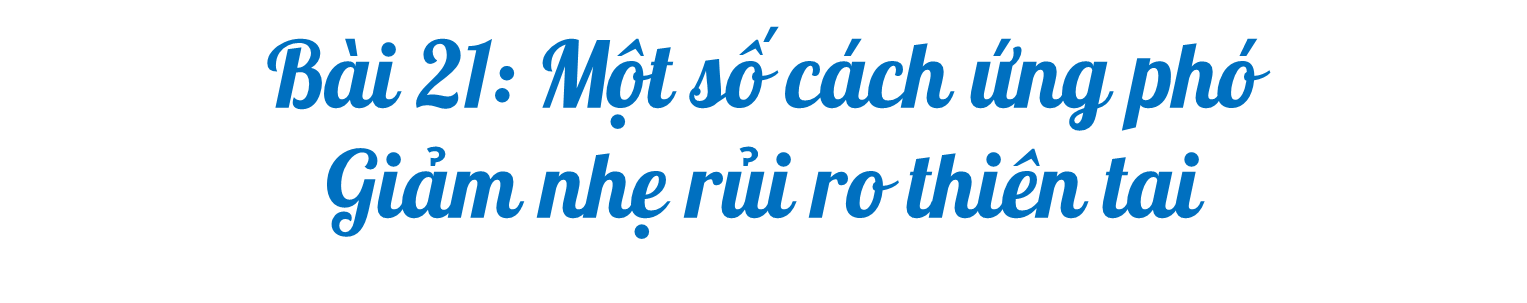 Bài 21: Một số cách ứng phó
Giảm nhẹ rủi ro thiên tai